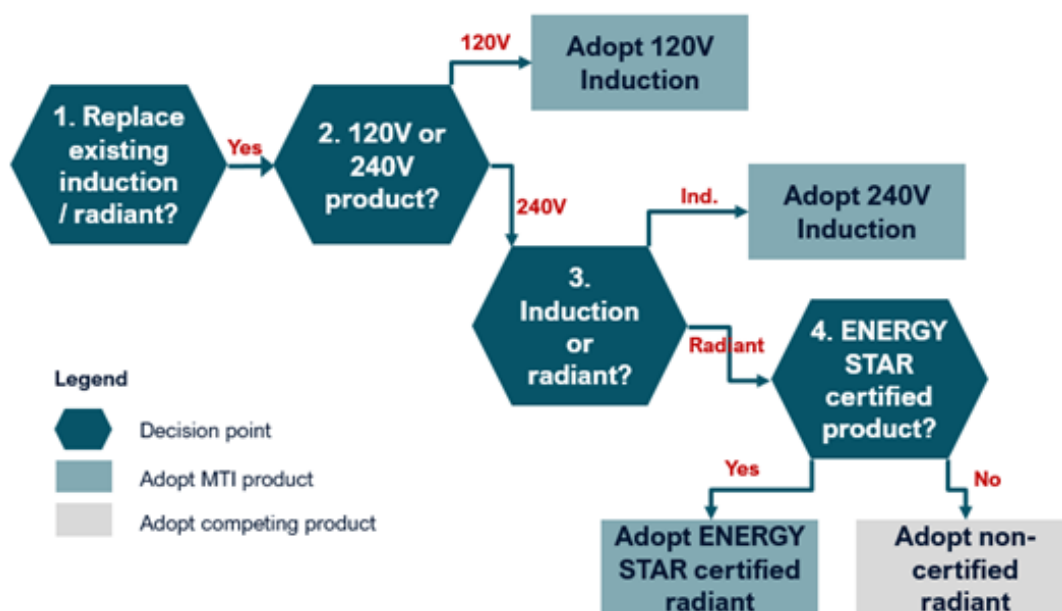 120V
Adopt 120V
Induction
1. Replace
existing
induction
/ radiant?
Yes
2. 120V or
240V
product?
240V
Ind.
Adopt 240V
Induction
3.
Induction
or
radiant?
Radiant
4. ENERGY
STAR
certified
product?
Legend
Decision point
Adopt MTI product
Adopt competing product
Yes
No
Adopt ENERGY
STAR certified
radiant
Adopt non-
certified
radiant